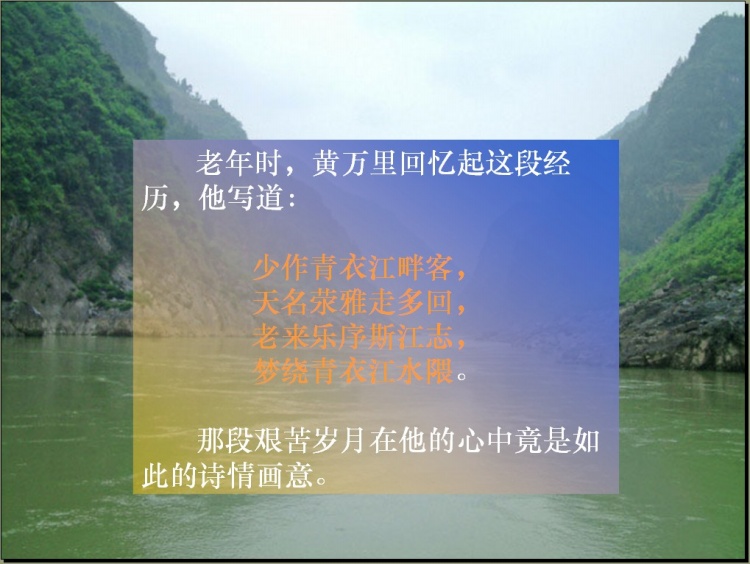 老年时，黄万里回忆起这段经
历，他写道：
少作青衣江畔客，
天名荥雅走多回，
老来乐序斯江志，
梦绕青衣江水隈。
那段艰苦岁月在他的心中竟是如
此的诗情画意。